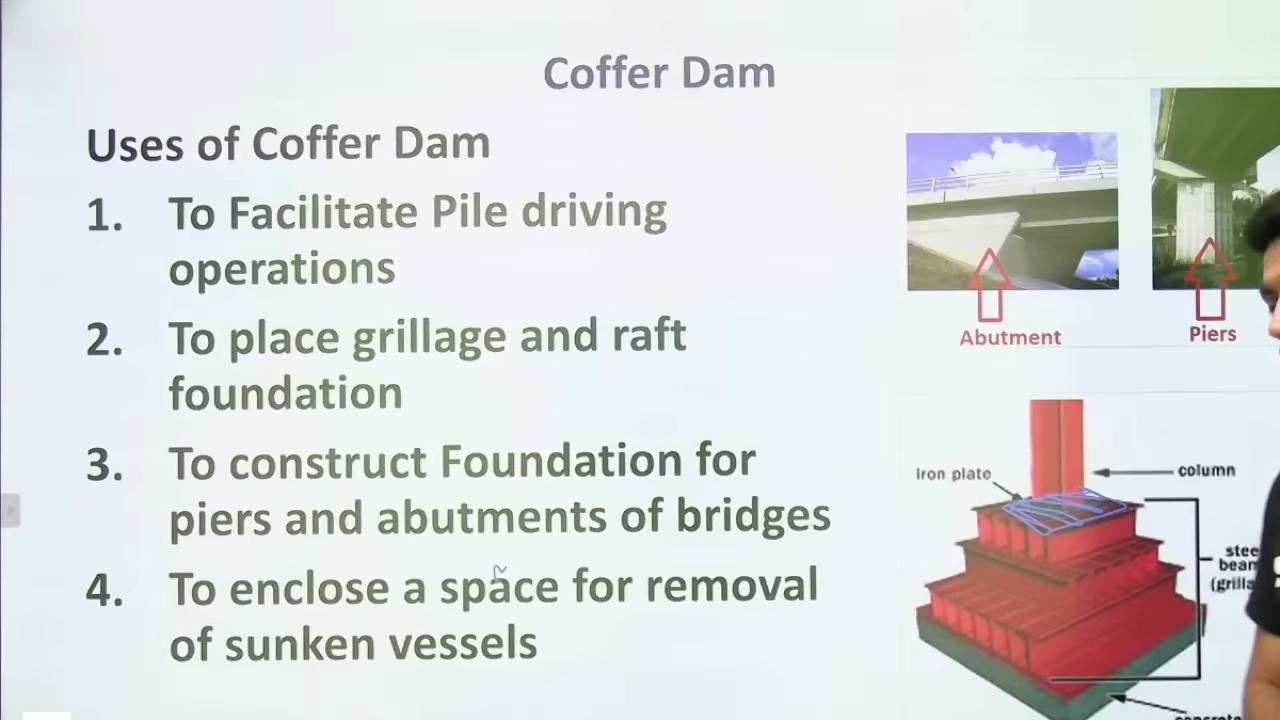 Coffer Dam
Uses of Coffer Dam
1. To Facilitate Pile driving
operations
2. To place grillage and raft
foundation
3. To construct Foundation for
piers and abutments of bridges
4. To enclose a space for removal
of sunken vessels
Abutment
Piers
Iron plate
column